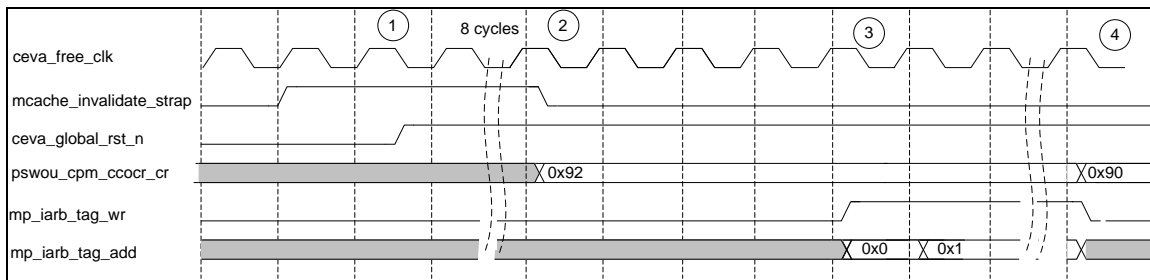 1 8 cycles 2 3 4
ceva_free_clk
mcache_invalidate_strap
ceva_global_rst_n
pswou_cpm_ccocr_cr 0x92 0x90
mp_iarb_tag_wr
mp_iarb_tag_add 0x0 0x1